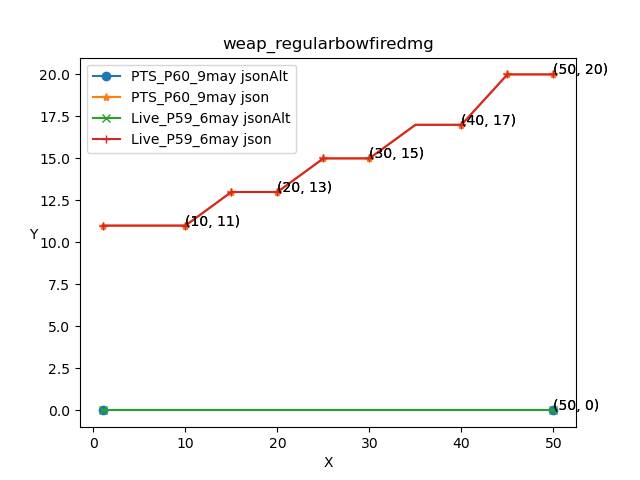 weap_regularbowfiredmg
PTS_P60_9may jsonAlt
PTS_P60_9may json
Live_P59_6may jsonAlt
Live_P59_6may json
20.0
17.5
15.0
12.5
10.0
7.5
5.0
2.5
0.0
Y
(50, 20)
(40, 17)
(30, 15)
(20, 13)
(10, 11)
(50, 0)
0 10 20 30 40 50
X